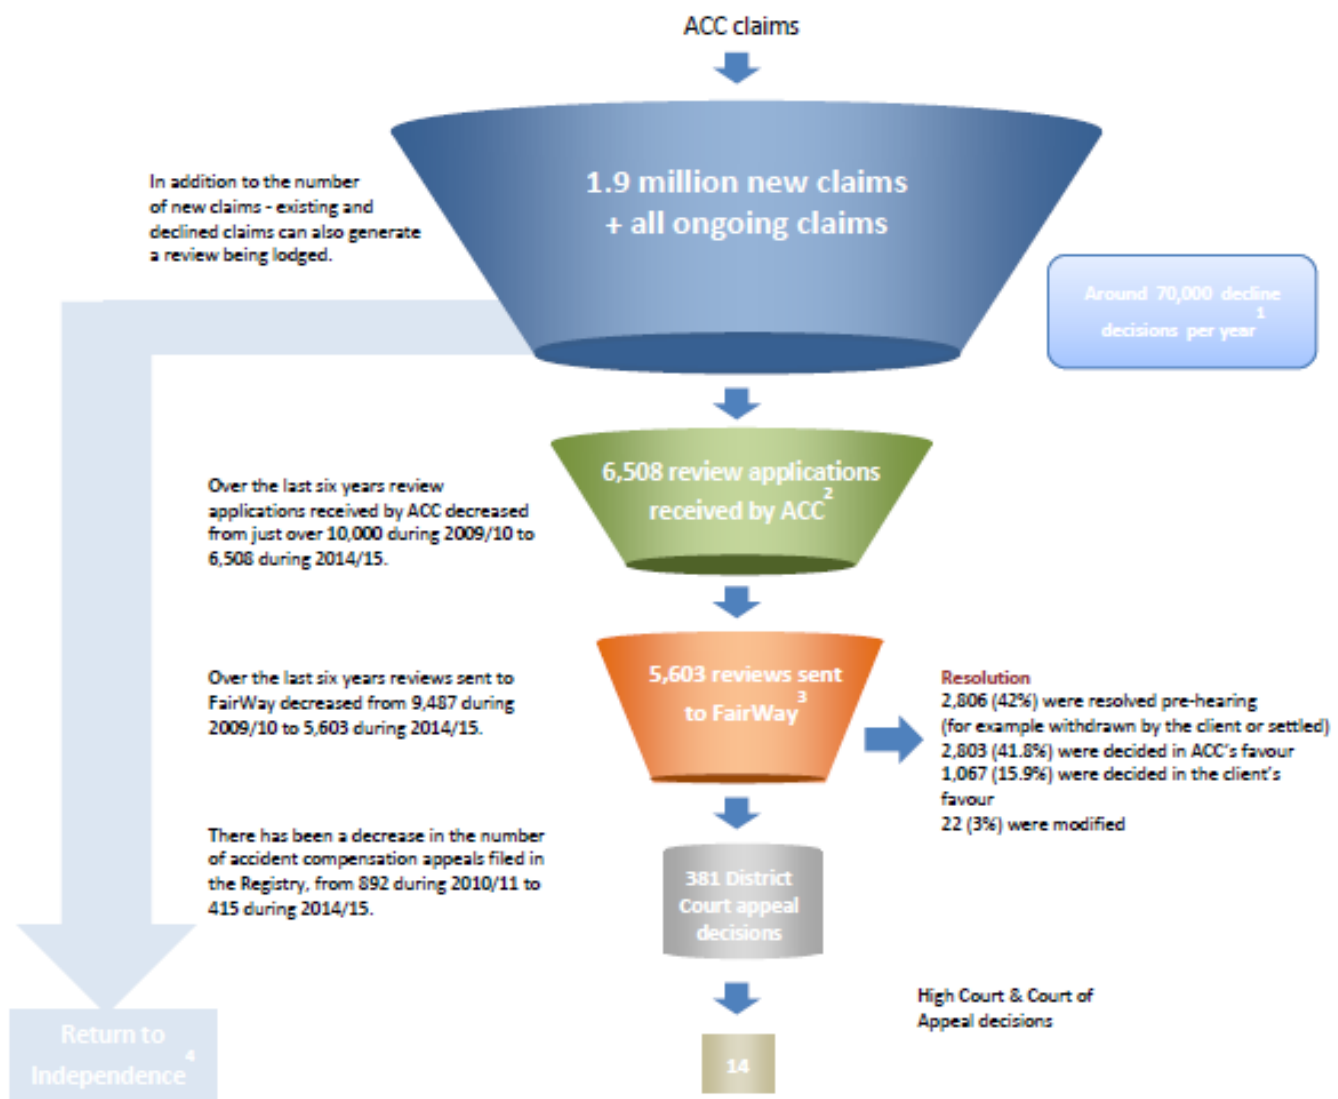 ACC claims
1.9 million new claims
+ all ongoing claims
In addition to the number
of new claims - existing and
declined claims can also generate
a review being lodged.
Around 70,000 decline
decisions per year1
6,508 review applications
received by ACC2
Over the last six years review
applications received by ACC decreased
from just over 10,000 during 2009/10 to
6,508 during 2014/15.
5,603 reviews sent
to FairWay3
Over the last six years reviews sent to
FairWay decreased from 9,487 during
2009/10 to 5,603 during 2014/15.
Resolution
2,806 (42%) were resolved pre-hearing
(for example withdrawn by the client or settled)
2,803 (41.8%) were decided in ACC's favour
1,067 (15.9%) were decided in the client's
favour
22 (3%) were modified
There has been a decrease in the number
of accident compensation appeals filed in
the Registry, from 892 during 2010/11 to
415 during 2014/15.
381 District
Court appeal
decisions
High Court & Court of
Appeal decisions
14
Return to
Independence4